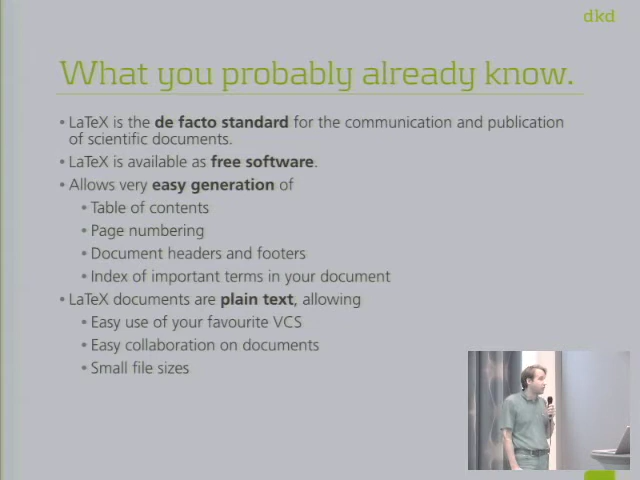 dkd
What you probably already know.
• LaTeX is the de facto standard for the communication and publication
of scientific documents.
• LaTeX is available as free software.
• Allows very easy generation of
• Table of contents
• Page numbering
• Document headers and footers
• Index of important terms in your document
• LaTeX documents are plain text, allowing
• Easy use of your favourite VCS
• Easy collaboration on documents
• Small file sizes